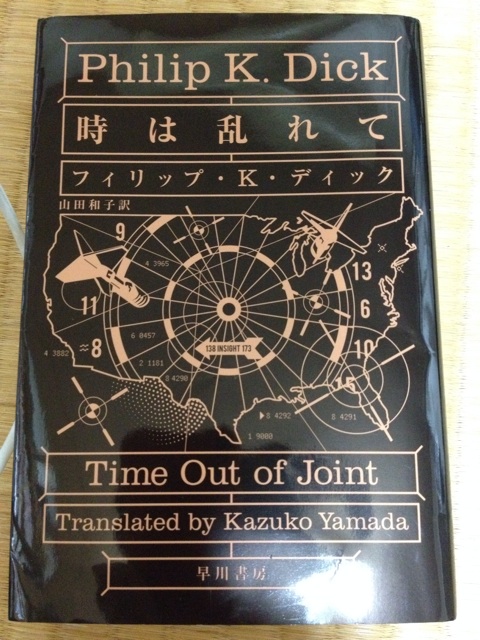 Philip K. Dick
時は乱れて
フィリップ・K・ディック
山田和子訳
9
4 3965
13
11
6
6 0457
≈8
138 INSIGHT 173
10
4 3882
2 1181
15
8 4290
8 4292
8 4291
1 9080
Time Out of Joint
Translated by Kazuko Yamada
早川書房